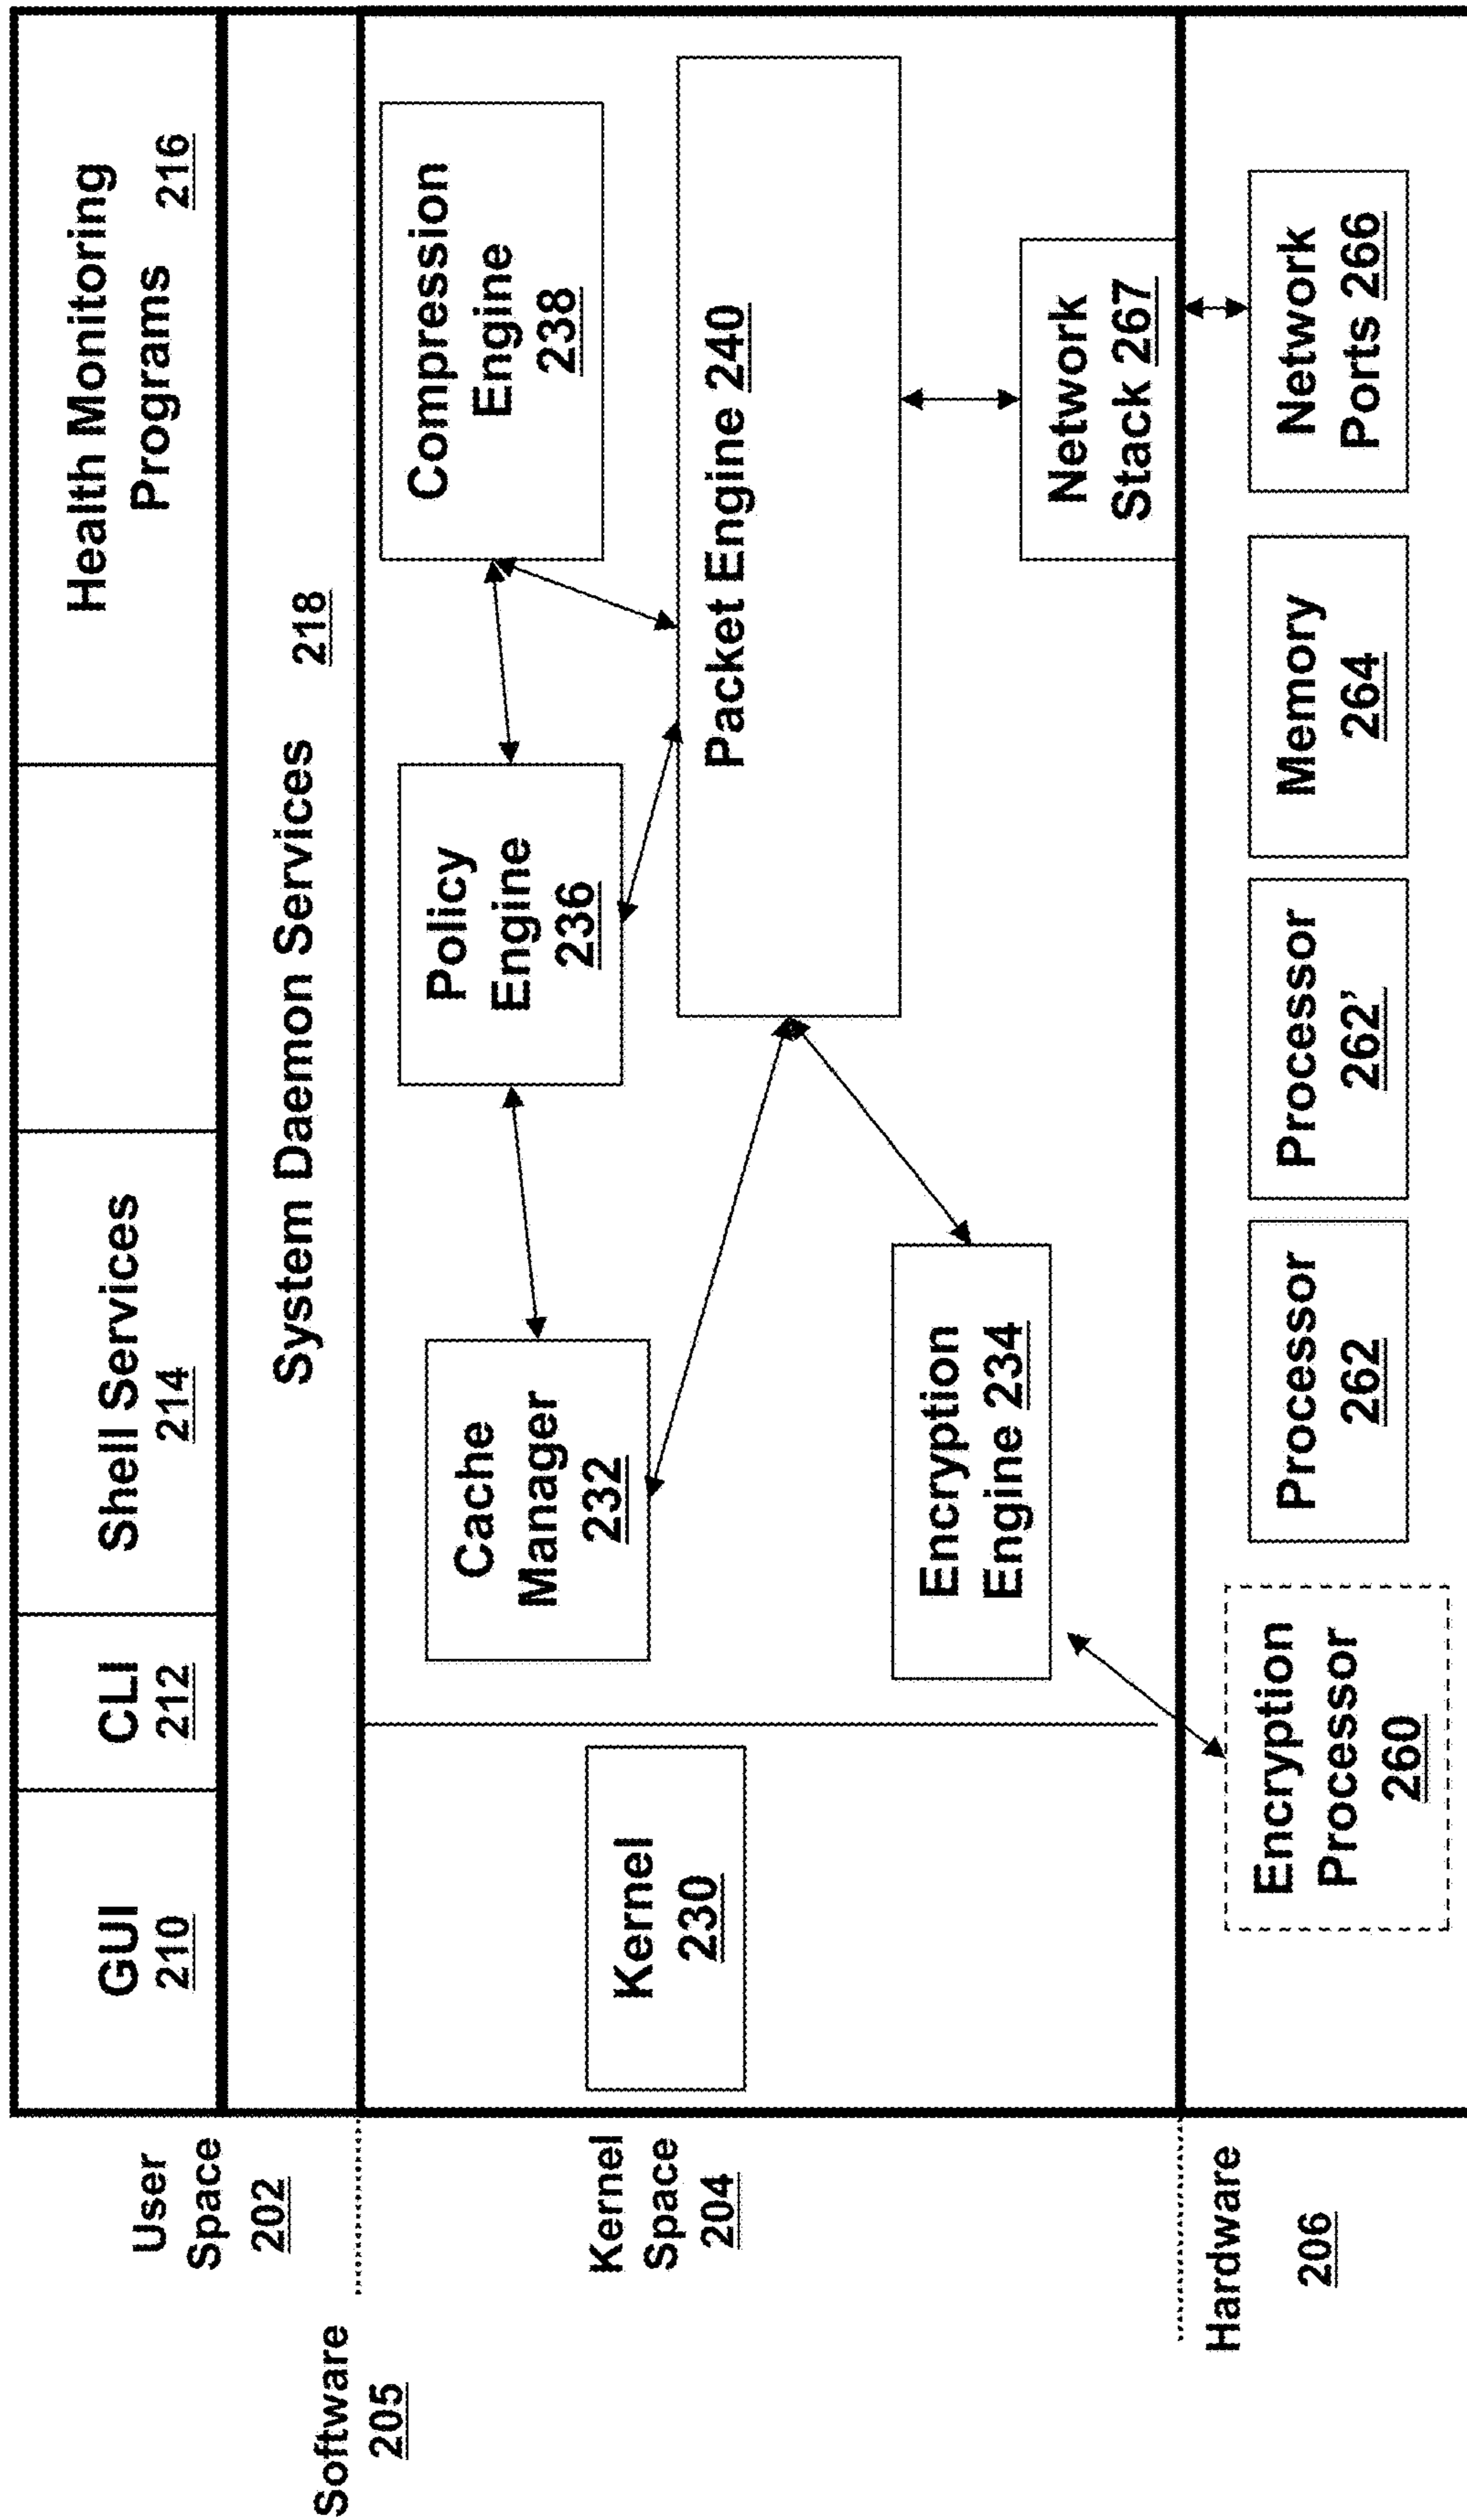 GUI
210
CLI
212
Shell Services
214
Health Monitoring
Programs 216
User
Space
202
System Daemon Services 218
Software
205
Kernel
Space
204
Kernel
230
Cache
Manager
232
Policy
Engine
236
Compression
Engine
238
Packet Engine 240
Encryption
Engine 234
Network
Stack 267
Hardware
206
Encryption
Processor
260
Processor
262
Processor
262’
Memory
264
Network
Ports 266